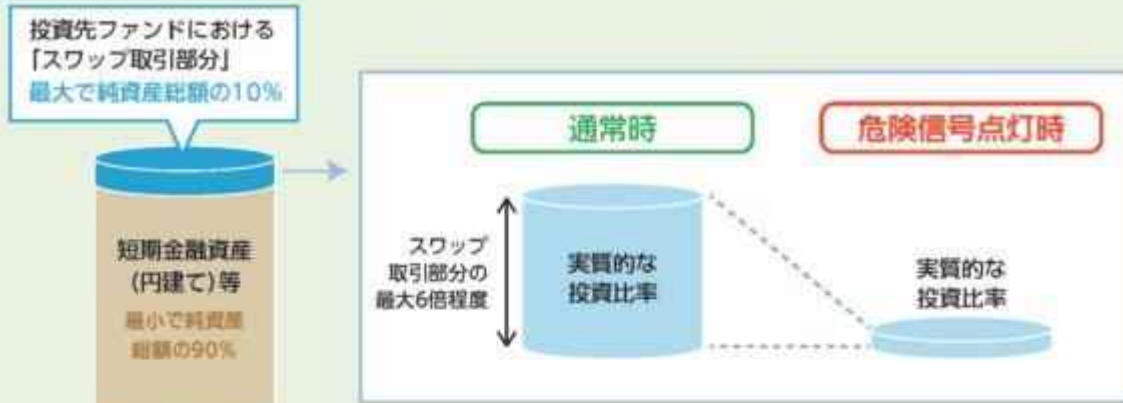 投資先ファンドにおける
「スワップ取引部分」
最大で純資産総額の10%
短期金融資産
(円建て)等
最小で純資産
総額の90%
通常時
危険信号点灯時
スワップ
取引部分の
最大6倍程度
実質的な
投資比率
実質的な
投資比率